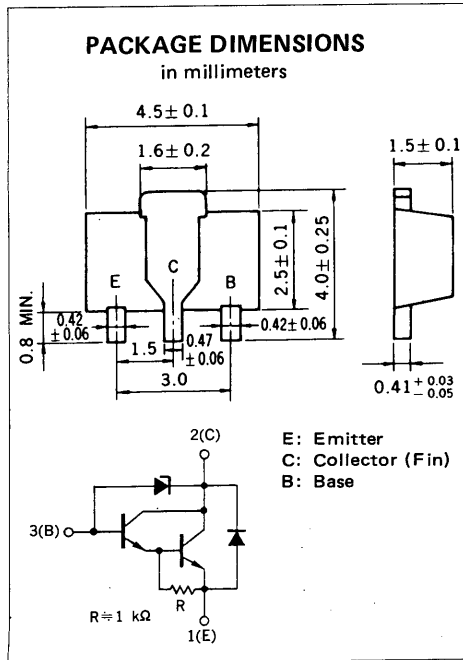 PACKAGE DIMENSIONS
in millimeters
4.5± 0.1
1.6± 0.2
1.5± 0.1
E
C
B
2.5± 0.1
4.0± 0.25
0.8 MIN.
0.42
± 0.06
1.5
0.47
± 0.06
0.42± 0.06
3.0
0.41 + 0.03
− 0.05
2(C)
E: Emitter
C: Collector (Fin)
B: Base
3(B)
R
R≒1 kΩ
1(E)